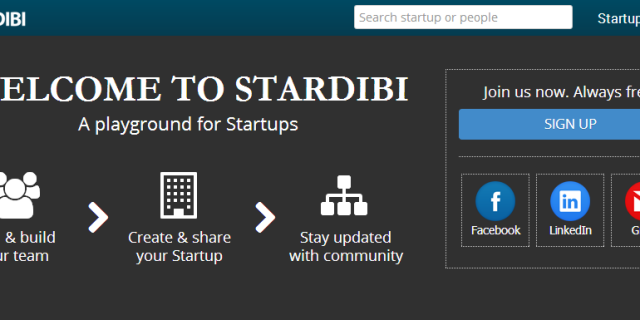 DIBI
Search startup or people
Startup
ELCOME TO STARDIBI
A playground for Startups
Join us now. Always fre
SIGN UP
& build
ur team
Create & share
your Startup
Stay updated
with community
Facebook
LinkedIn
G